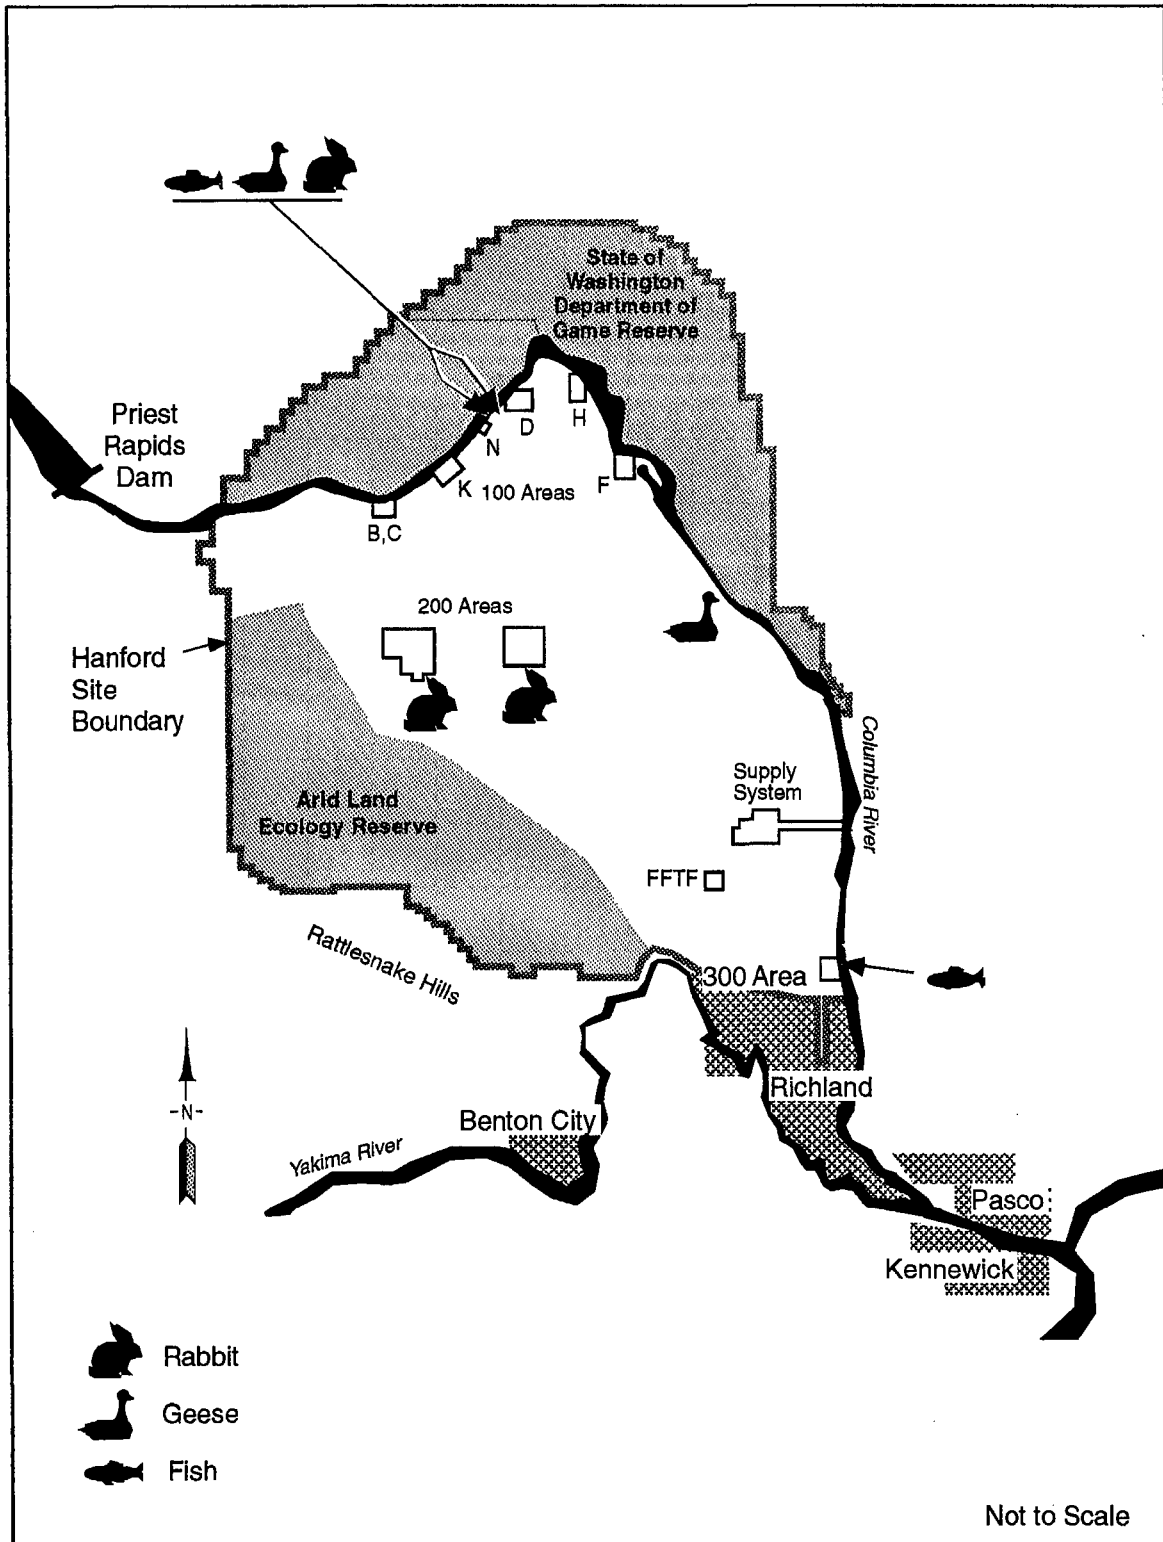 State of
Washington
Department of
Game Reserve
Priest
Rapids
Dam
D
H
N
K
100 Areas
F
B,C
200 Areas
Hanford
Site
Boundary
Columbia River
Supply
System
Arid Land
Ecology Reserve
FFTF
Rattlesnake Hills
300 Area
-N-
Richland
Benton City
Yakima River
Pasco
Kennewick
Rabbit
Geese
Fish
Not to Scale